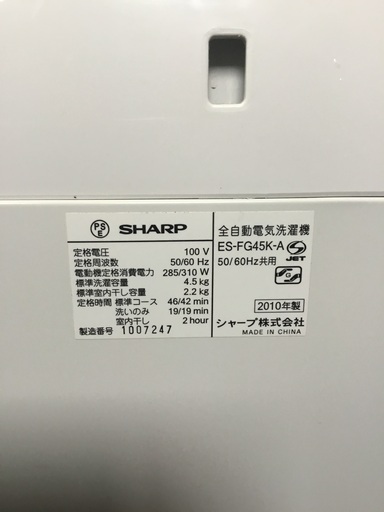 PS
E
SHARP
定格電圧 100 V
定格周波数 50/60 Hz
電動機定格消費電力 285/310 W
標準洗濯容量 4.5 kg
標準室内干し容量 2.2 kg
定格時間 標準コース 46/42 min
洗いのみ 19/19 min
室内干し 2 hour
製造番号 1007247
全自動電気洗濯機
ES-FG45K-A
50/60Hz共用
S
JET
G
2010年製
シャープ株式会社
MADE IN CHINA